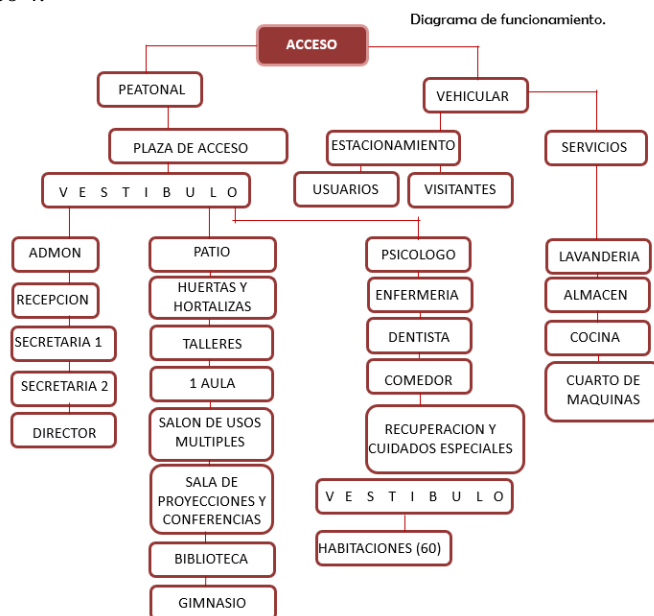 Diagrama de funcionamiento.
ACCESO
PEATONAL
VEHICULAR
PLAZA DE ACCESO
ESTACIONAMIENTO
SERVICIOS
V E S T I B U L O
USUARIOS
VISITANTES
ADMON
RECEPCION
SECRETARIA 1
SECRETARIA 2
DIRECTOR
PATIO
HUERTAS Y
HORTALIZAS
TALLERES
1 AULA
SALON DE USOS
MULTIPLES
SALA DE
PROYECCIONES Y
CONFERENCIAS
BIBLIOTECA
GIMNASIO
PSICOLOGO
ENFERMERIA
DENTISTA
COMEDOR
RECUPERACION Y
CUIDADOS ESPECIALES
V E S T I B U L O
HABITACIONES (60)
LAVANDERIA
ALMACEN
COCINA
CUARTO DE
MAQUINAS